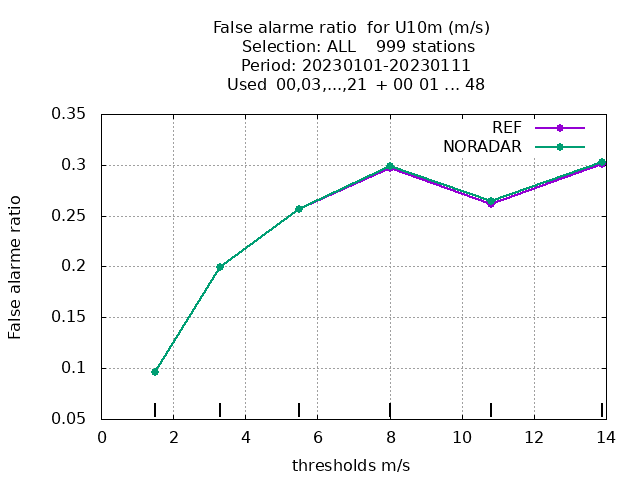 False alarme ratio  for U10m (m/s)
Selection: ALL    999 stations
Period: 20230101-20230111
Used  00,03,...,21  + 00 01 ... 48
0.35
REF
NORADAR
0.3
0.25
0.2
0.15
0.1
0.05
False alarme ratio
0 2 4 6 8 10 12 14
thresholds m/s